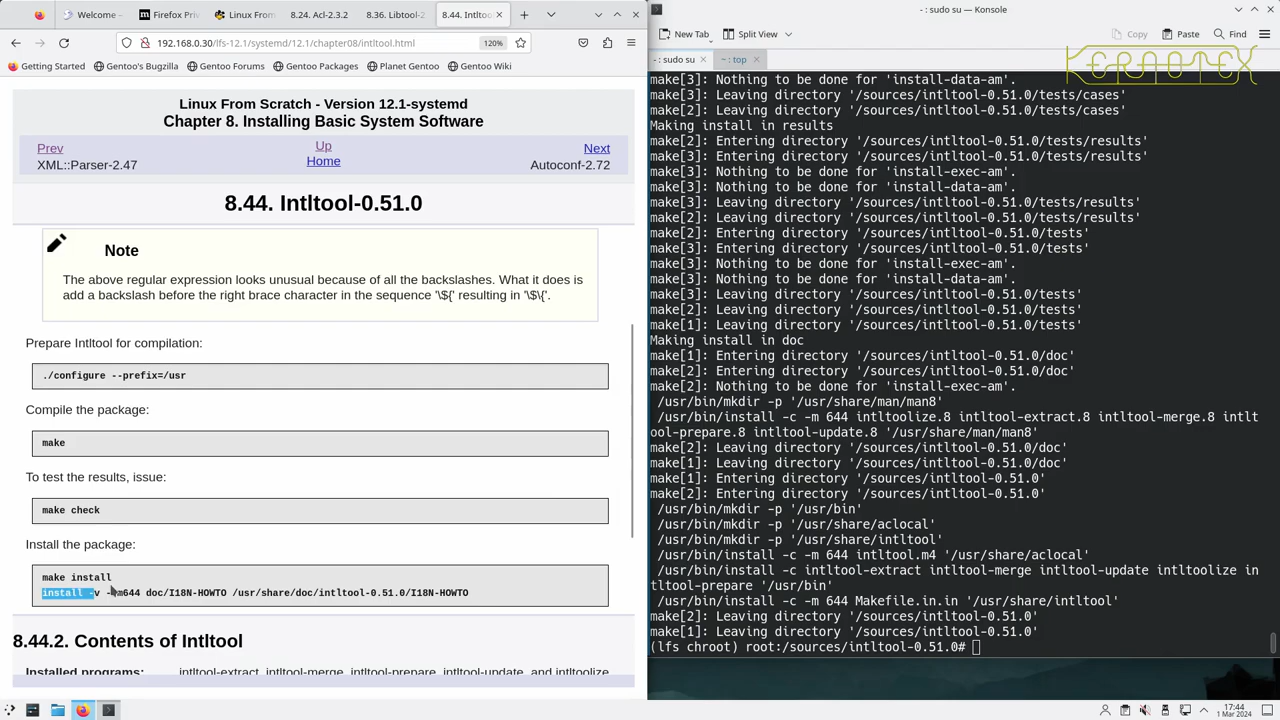 Welcome –
Firefox Pri
Linux From
8.24. Acl-2.3.2
8.36. Libtool-2
8.44. Intltoo
192.168.0.30/lfs-12.1/systemd/12.1/chapter08/intltool.html
120%
Getting Started
Gentoo's Bugzilla
Gentoo Forums
Gentoo Packages
Planet Gentoo
Gentoo Wiki
Linux From Scratch - Version 12.1-systemd
Chapter 8. Installing Basic System Software
Prev
Up
Next
XML::Parser-2.47
Home
Autoconf-2.72
8.44. Intltool-0.51.0
Note
The above regular expression looks unusual because of all the backslashes. What it does is
add a backslash before the right brace character in the sequence '\${' resulting in '\$\{'.
Prepare Intltool for compilation:
./configure --prefix=/usr
Compile the package:
make
To test the results, issue:
make check
Install the package:
make install
install -v -Dm644 doc/I18N-HOWTO /usr/share/doc/intltool-0.51.0/I18N-HOWTO
8.44.2. Contents of Intltool
Installed programs: intltool-extract, intltool-merge, intltool-prepare, intltool-update, and intltoolize
- : sudo su — Konsole
New Tab
Split View
Copy
Paste
Find
- : sudo su
~ : top
KERNOTEX
make[3]: Nothing to be done for 'install-data-am'.
make[3]: Leaving directory '/sources/intltool-0.51.0/tests/cases'
make[2]: Leaving directory '/sources/intltool-0.51.0/tests/cases'
Making install in results
make[2]: Entering directory '/sources/intltool-0.51.0/tests/results'
make[3]: Entering directory '/sources/intltool-0.51.0/tests/results'
make[3]: Nothing to be done for 'install-exec-am'.
make[3]: Nothing to be done for 'install-data-am'.
make[3]: Leaving directory '/sources/intltool-0.51.0/tests/results'
make[2]: Leaving directory '/sources/intltool-0.51.0/tests/results'
make[2]: Entering directory '/sources/intltool-0.51.0/tests'
make[3]: Entering directory '/sources/intltool-0.51.0/tests'
make[3]: Nothing to be done for 'install-exec-am'.
make[3]: Nothing to be done for 'install-data-am'.
make[3]: Leaving directory '/sources/intltool-0.51.0/tests'
make[2]: Leaving directory '/sources/intltool-0.51.0/tests'
make[1]: Leaving directory '/sources/intltool-0.51.0/tests'
Making install in doc
make[1]: Entering directory '/sources/intltool-0.51.0/doc'
make[2]: Entering directory '/sources/intltool-0.51.0/doc'
make[2]: Nothing to be done for 'install-exec-am'.
/usr/bin/mkdir -p '/usr/share/man/man8'
/usr/bin/install -c -m 644 intltoolize.8 intltool-extract.8 intltool-merge.8 intlt
ool-prepare.8 intltool-update.8 '/usr/share/man/man8'
make[2]: Leaving directory '/sources/intltool-0.51.0/doc'
make[1]: Leaving directory '/sources/intltool-0.51.0/doc'
make[1]: Entering directory '/sources/intltool-0.51.0'
make[2]: Entering directory '/sources/intltool-0.51.0'
/usr/bin/mkdir -p '/usr/bin'
/usr/bin/mkdir -p '/usr/share/aclocal'
/usr/bin/mkdir -p '/usr/share/intltool'
/usr/bin/install -c -m 644 intltool.m4 '/usr/share/aclocal'
/usr/bin/install -c intltool-extract intltool-merge intltool-update intltoolize in
tltool-prepare '/usr/bin'
/usr/bin/install -c -m 644 Makefile.in.in '/usr/share/intltool'
make[2]: Leaving directory '/sources/intltool-0.51.0'
make[1]: Leaving directory '/sources/intltool-0.51.0'
(lfs chroot) root:/sources/intltool-0.51.0#
17:44
1 Mar 2024